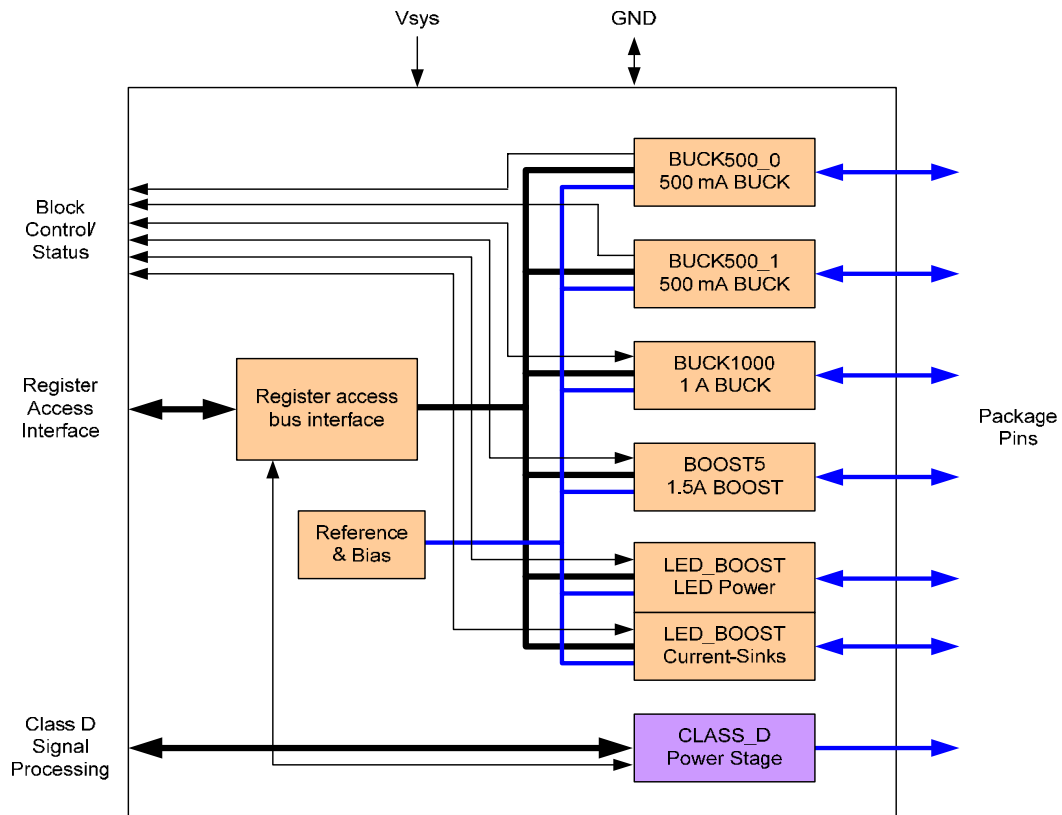 Vsys
GND
BUCK500_0
500 mA BUCK
Block
Control/
Status
BUCK500_1
500 mA BUCK
BUCK1000
1 A BUCK
Register
Access
Interface
Register access
bus interface
Package
Pins
BOOST5
1.5A BOOST
Reference
& Bias
LED_BOOST
LED Power
LED_BOOST
Current-Sinks
Class D
Signal
Processing
CLASS_D
Power Stage